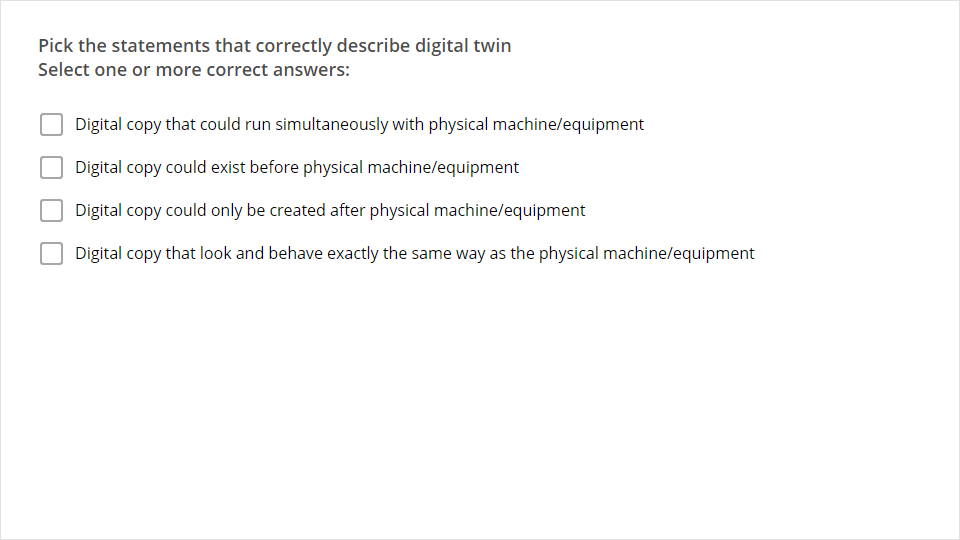 Pick the statements that correctly describe digital twin
Select one or more correct answers:
Digital copy that could run simultaneously with physical machine/equipment
Digital copy could exist before physical machine/equipment
Digital copy could only be created after physical machine/equipment
Digital copy that look and behave exactly the same way as the physical machine/equipment